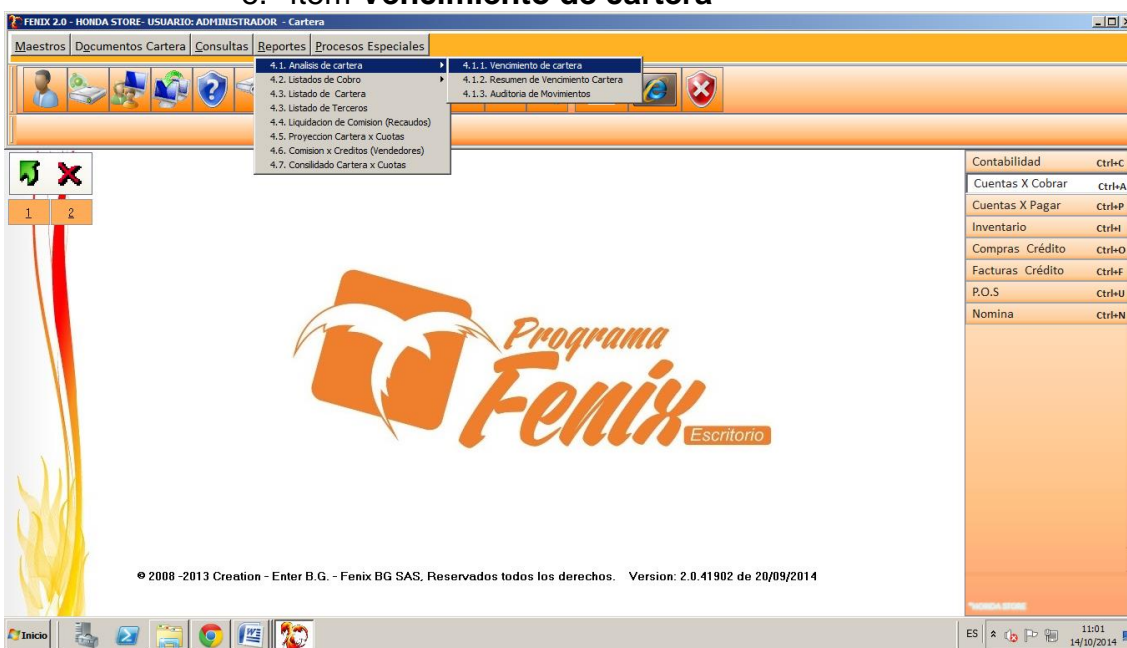 Item Vencimiento de cartera
FENIX 2.0 - HONDA STORE- USUARIO: ADMINISTRADOR - Cartera
Maestros Documentos Cartera Consultas Reportes Procesos Especiales
4.1. Analisis de cartera
4.2. Listados de Cobro
4.3. Listado de Cartera
4.3. Listado de Terceros
4.4. Liquidacion de Comision (Recaudos)
4.5. Proyeccion Cartera x Cuotas
4.6. Comision x Creditos (Vendedores)
4.7. Consilidado Cartera x Cuotas
4.1.1. Vencimiento de cartera
4.1.2. Resumen de Vencimiento Cartera
4.1.3. Auditoria de Movimientos
1 2
Contabilidad Ctrl+C
Cuentas X Cobrar Ctrl+A
Cuentas X Pagar Ctrl+P
Inventario Ctrl+I
Compras Crédito Ctrl+O
Facturas Crédito Ctrl+F
P.O.S Ctrl+U
Nomina Ctrl+N
Programa
Fenix
Escritorio
© 2008 -2013 Creation - Enter B.G. - Fenix BG SAS, Reservados todos los derechos. Version: 2.0.41902 de 20/09/2014
"HONDA STORE
Inicio
ES
11:01
14/10/2014